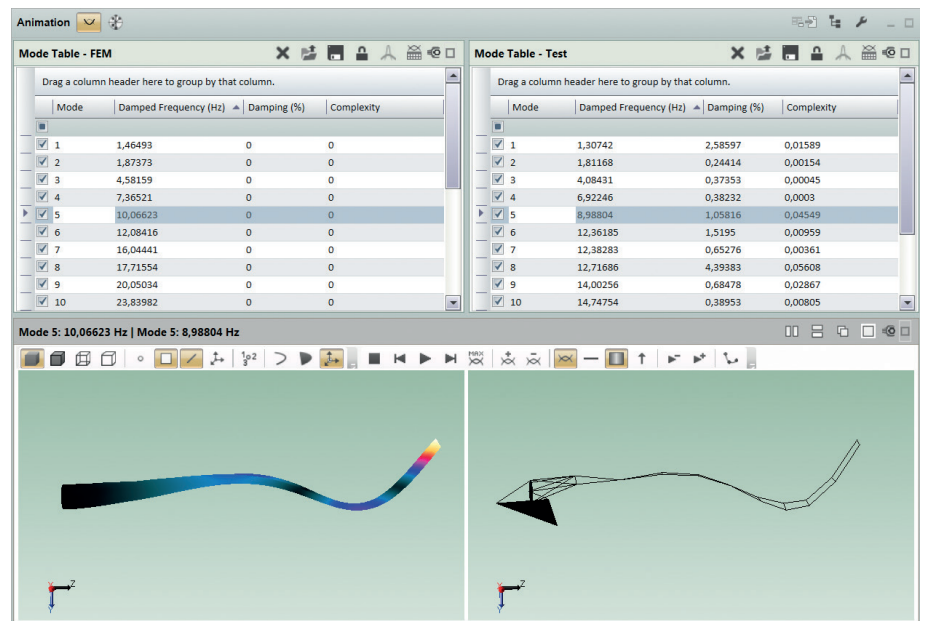 Animation
Mode Table - FEM
Drag a column header here to group by that column.
Mode Damped Frequency (Hz) Damping (%) Complexity
1 1,46493 0 0
2 1,87373 0 0
3 4,58159 0 0
4 7,36521 0 0
5 10,06623 0 0
6 12,08416 0 0
7 16,04441 0 0
8 17,71554 0 0
9 20,05034 0 0
10 23,83982 0 0
Mode Table - Test
Drag a column header here to group by that column.
Mode Damped Frequency (Hz) Damping (%) Complexity
1 1,30742 2,58597 0,01589
2 1,81168 0,24414 0,00154
3 4,08431 0,37353 0,00045
4 6,92246 0,38232 0,0003
5 8,98804 1,05816 0,04549
6 12,36185 1,5195 0,00959
7 12,38283 0,65276 0,00361
8 12,71686 4,39383 0,05608
9 14,00256 0,68478 0,02867
10 14,74754 0,38953 0,00805
Mode 5: 10,06623 Hz | Mode 5: 8,98804 Hz
MAX
X Z
Y
X Z
Y